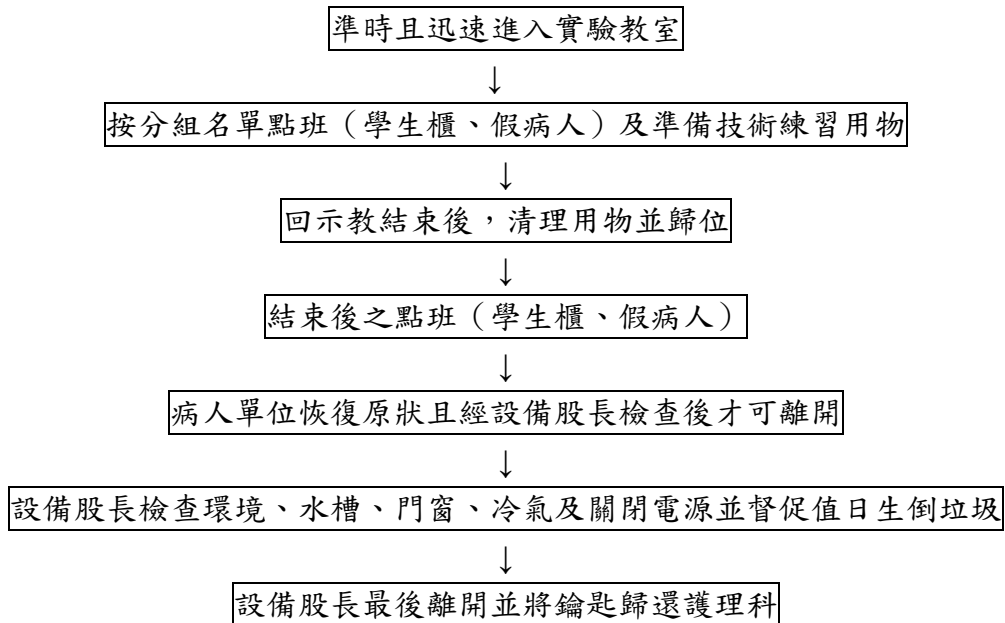 準時且迅速進入實驗教室
↓
按分組名單點班（學生櫃、假病人）及準備技術練習用物
↓
回示教結束後，清理用物並歸位
↓
結束後之點班（學生櫃、假病人）
↓
病人單位恢復原狀且經設備股長檢查後才可離開
↓
設備股長檢查環境、水槽、門窗、冷氣及關閉電源並督促值日生倒垃圾
↓
設備股長最後離開並將鑰匙歸還護理科